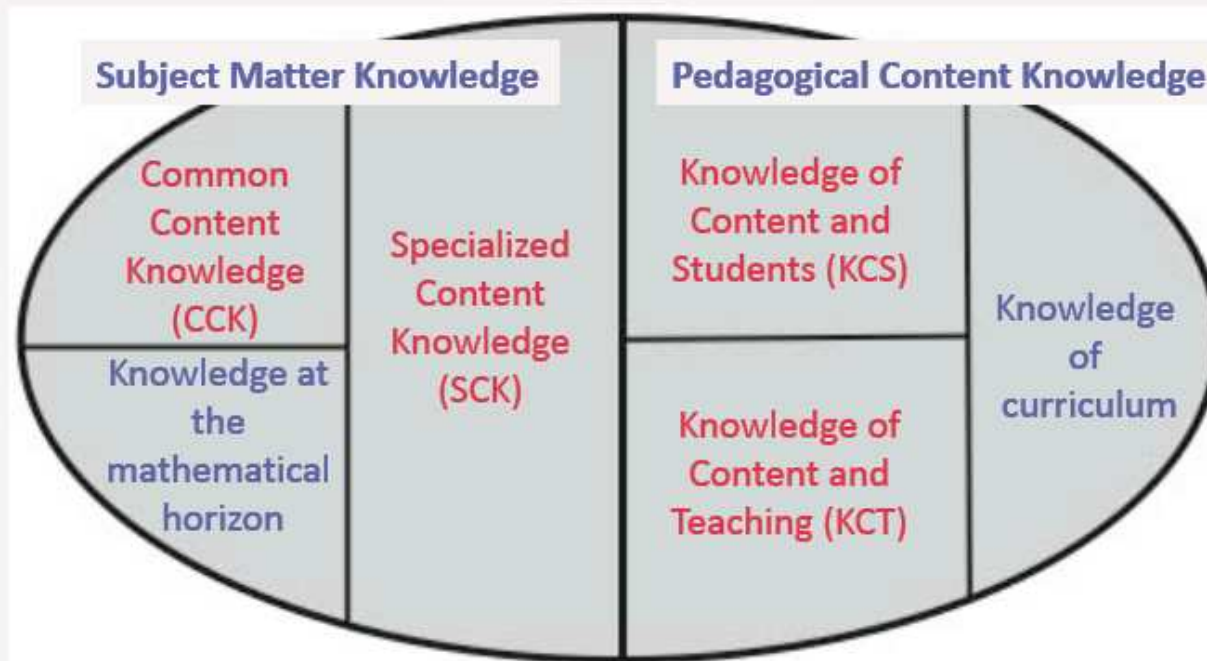 Subject Matter Knowledge
Pedagogical Content Knowledge
Common
Content
Knowledge
(CCK)
Knowledge at
the
mathematical
horizon
Specialized
Content
Knowledge
(SCK)
Knowledge of
Content and
Students (KCS)
Knowledge of
Content and
Teaching (KCT)
Knowledge
of
curriculum